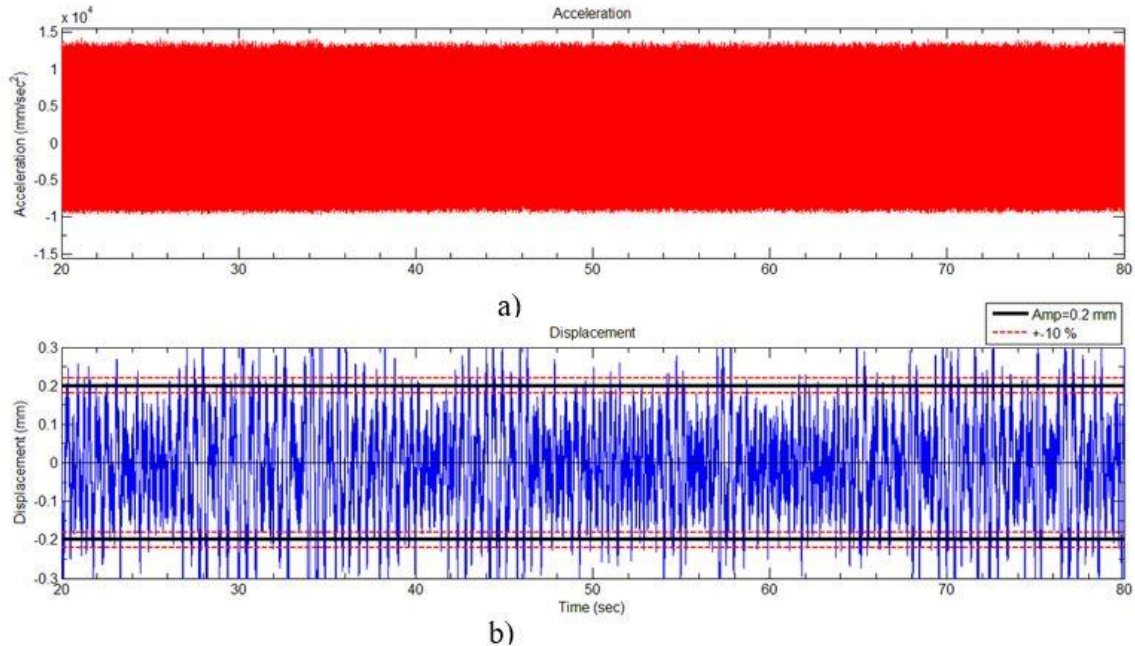 Acceleration
x 10⁴
1.5
1
0.5
0
-0.5
-1
-1.5
Acceleration (mm/sec²)
20 30 40 50 60 70 80
a)
Amp=0.2 mm
+-10 %
Displacement
0.3
0.2
0.1
0
-0.1
-0.2
-0.3
Displacement (mm)
20 30 40 50 60 70 80
Time (sec)
b)